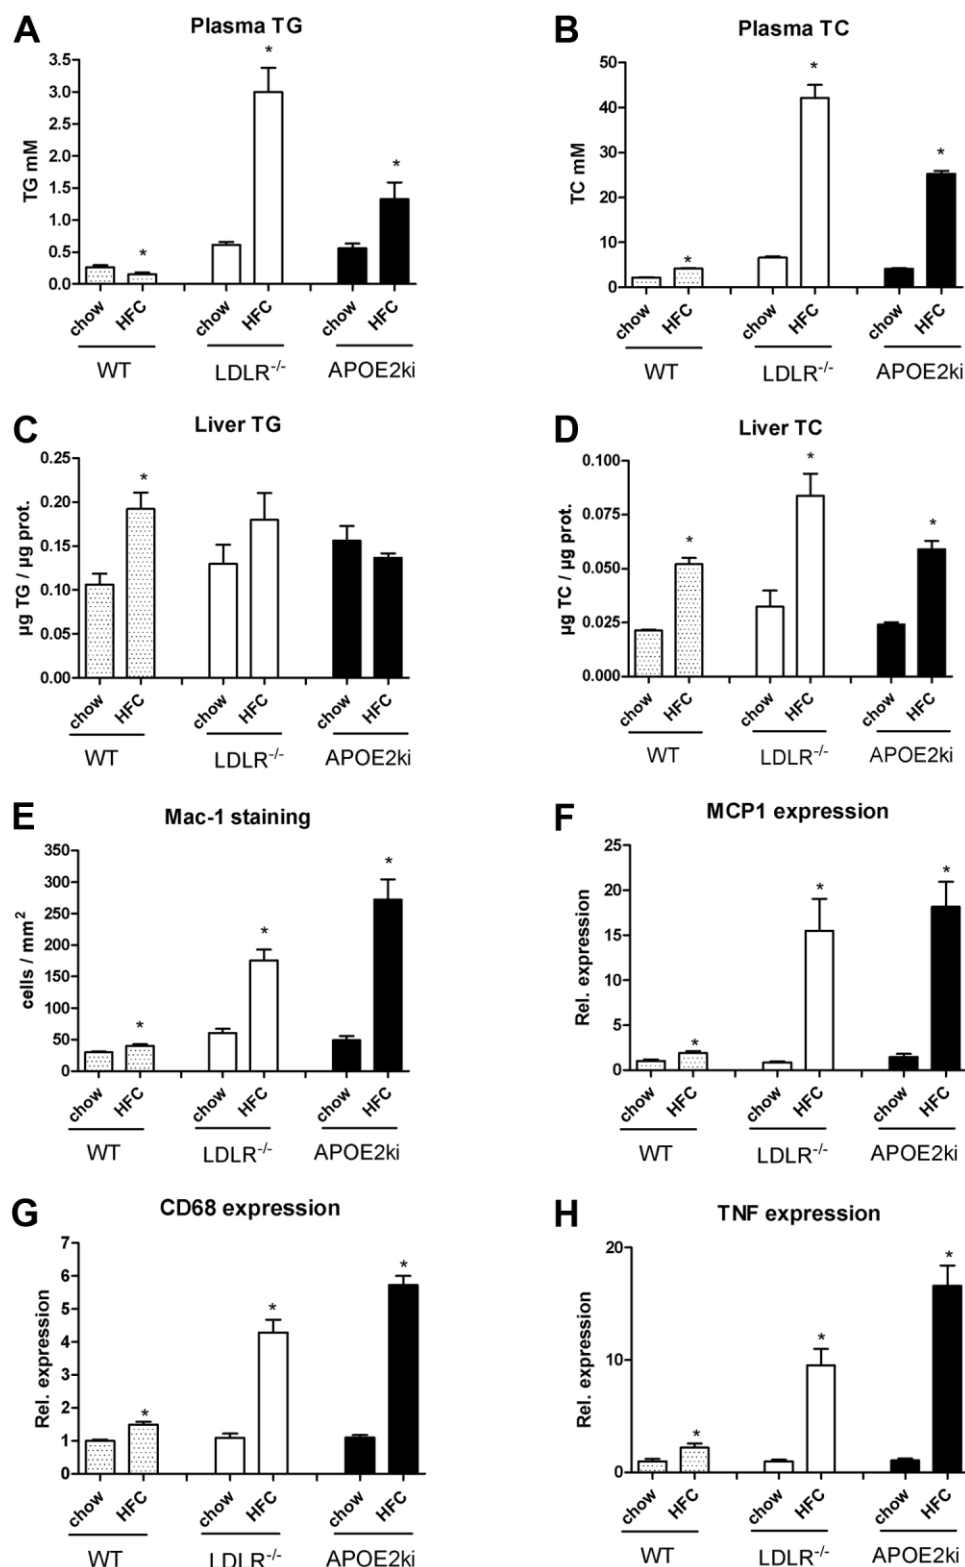 A
Plasma TG
TG mM
3.5
3.0
2.5
2.0
1.5
1.0
0.5
0.0
*
*
*
chow HFC chow HFC chow HFC
WT LDLR-/- APOE2ki
B
Plasma TC
TC mM
50
40
30
20
10
0
*
*
*
chow HFC chow HFC chow HFC
WT LDLR-/- APOE2ki
C
Liver TG
µg TG / µg prot.
0.25
0.20
0.15
0.10
0.05
0.00
*
chow HFC chow HFC chow HFC
WT LDLR-/- APOE2ki
D
Liver TC
µg TC / µg prot.
0.100
0.075
0.050
0.025
0.000
*
*
*
chow HFC chow HFC chow HFC
WT LDLR-/- APOE2ki
E
Mac-1 staining
cells / mm2
350
300
250
200
150
100
50
0
*
*
*
chow HFC chow HFC chow HFC
WT LDLR-/- APOE2ki
F
MCP1 expression
Rel. expression
25
20
15
10
5
0
*
*
*
chow HFC chow HFC chow HFC
WT LDLR-/- APOE2ki
G
CD68 expression
Rel. expression
7
6
5
4
3
2
1
0
*
*
*
chow HFC chow HFC chow HFC
WT LDLR-/- APOE2ki
H
TNF expression
Rel. expression
20
10
0
*
*
*
chow HFC chow HFC chow HFC
WT LDLR-/- APOE2ki